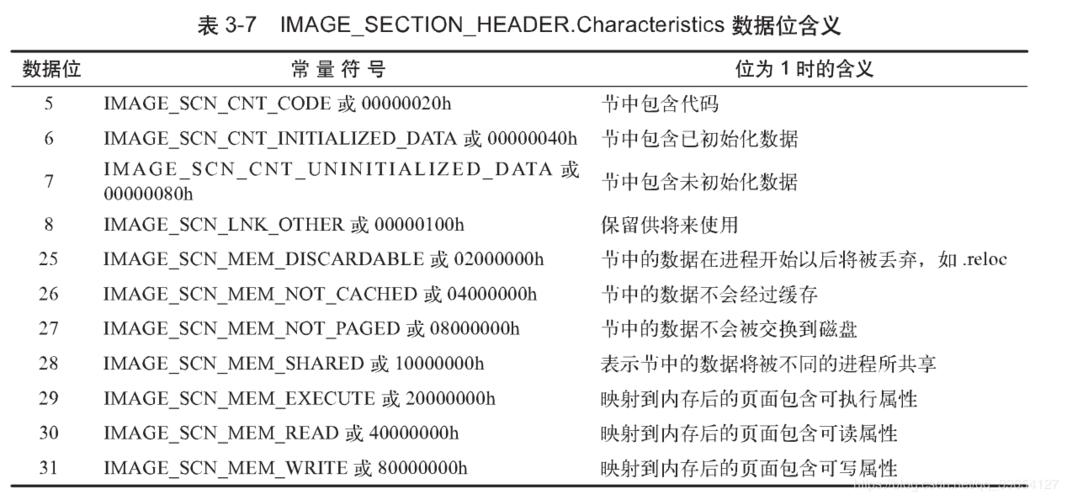 表 3-7 IMAGE_SECTION_HEADER.Characteristics 数据位含义
数据位 常量符号 位为 1 时的含义
5 IMAGE_SCN_CNT_CODE 或 00000020h 节中包含代码
6 IMAGE_SCN_CNT_INITIALIZED_DATA 或 00000040h 节中包含已初始化数据
7 IMAGE_SCN_CNT_UNINITIALIZED_DATA 或 节中包含未初始化数据
00000080h
8 IMAGE_SCN_LNK_OTHER 或 00000100h 保留供将来使用
25 IMAGE_SCN_MEM_DISCARDABLE 或 02000000h 节中的数据在进程开始以后将被丢弃，如 .reloc
26 IMAGE_SCN_MEM_NOT_CACHED 或 04000000h 节中的数据不会经过缓存
27 IMAGE_SCN_MEM_NOT_PAGED 或 08000000h 节中的数据不会被交换到磁盘
28 IMAGE_SCN_MEM_SHARED 或 10000000h 表示节中的数据将被不同的进程所共享
29 IMAGE_SCN_MEM_EXECUTE 或 20000000h 映射到内存后的页面包含可执行属性
30 IMAGE_SCN_MEM_READ 或 40000000h 映射到内存后的页面包含可读属性
31 IMAGE_SCN_MEM_WRITE 或 80000000h 映射到内存后的页面包含可写属性